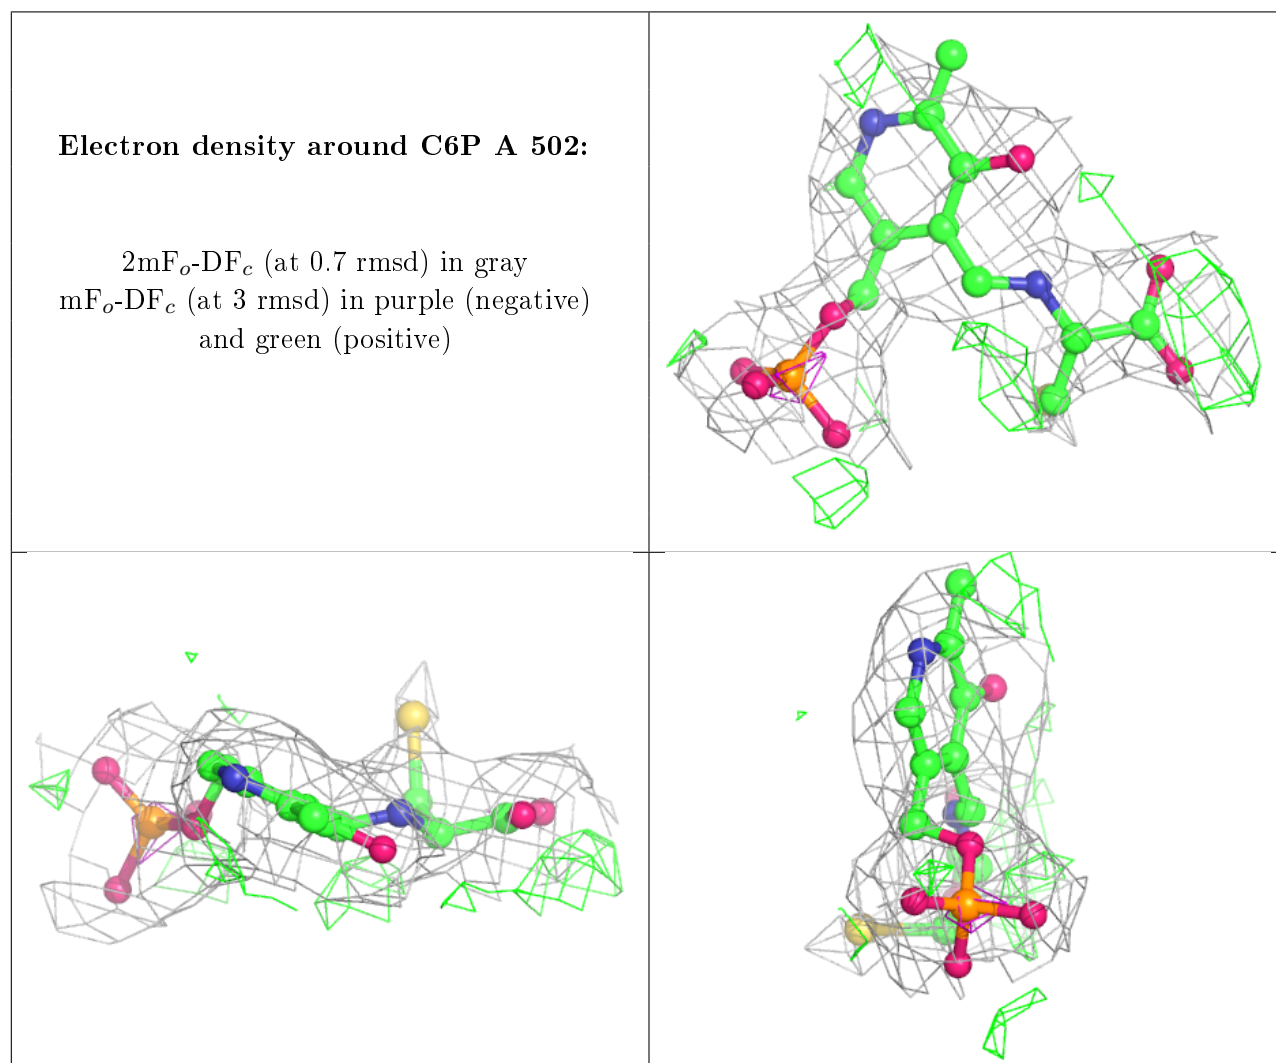 Electron density around C6P A 502:
2mFo-DFc (at 0.7 rmsd) in gray
mFo-DFc (at 3 rmsd) in purple (negative)
and green (positive)